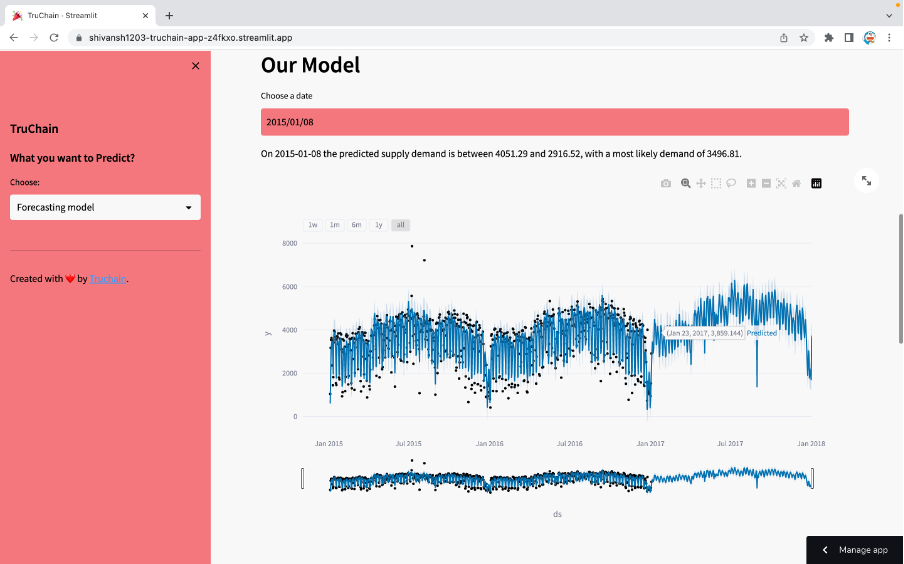 TruChain - Streamlit
shivansh1203-truchain-app-z4fkxo.streamlit.app
TruChain
What you want to Predict?
Choose:
Forecasting model
Created with by Truchain.
Our Model
Choose a date
2015/01/08
On 2015-01-08 the predicted supply demand is between 4051.29 and 2916.52, with a most likely demand of 3496.81.
1w 1m 6m 1y all
8000
6000
4000
2000
0
y
(Jan 23, 2017, 3,859.144) Predicted
Jan 2015 Jul 2015 Jan 2016 Jul 2016 Jan 2017 Jul 2017 Jan 2018
ds
Manage app